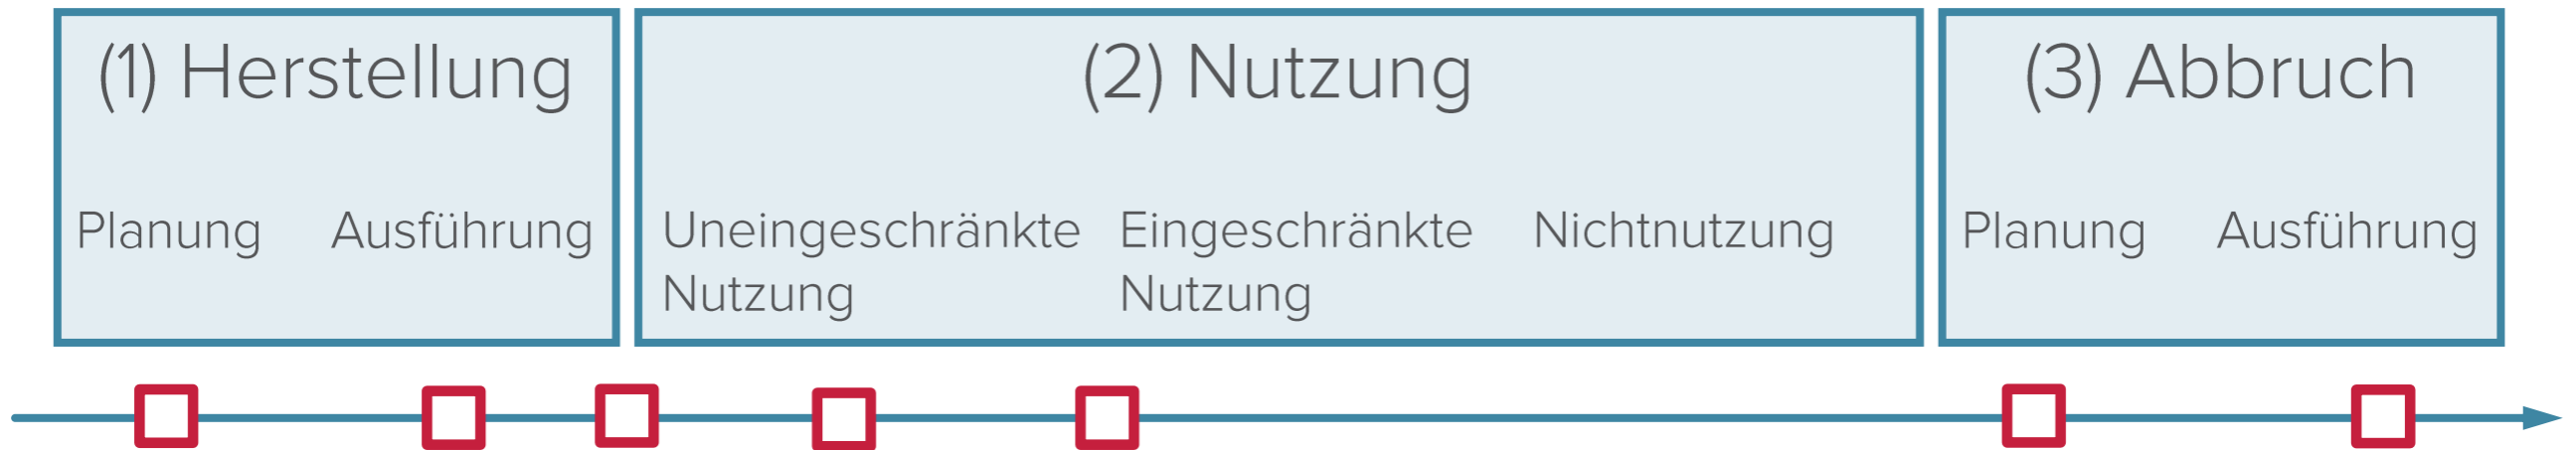 (1) Herstellung
Planung
Ausführung
(2) Nutzung
Uneingeschränkte
Nutzung
Eingeschränkte
Nutzung
Nichtnutzung
(3) Abbruch
Planung
Ausführung